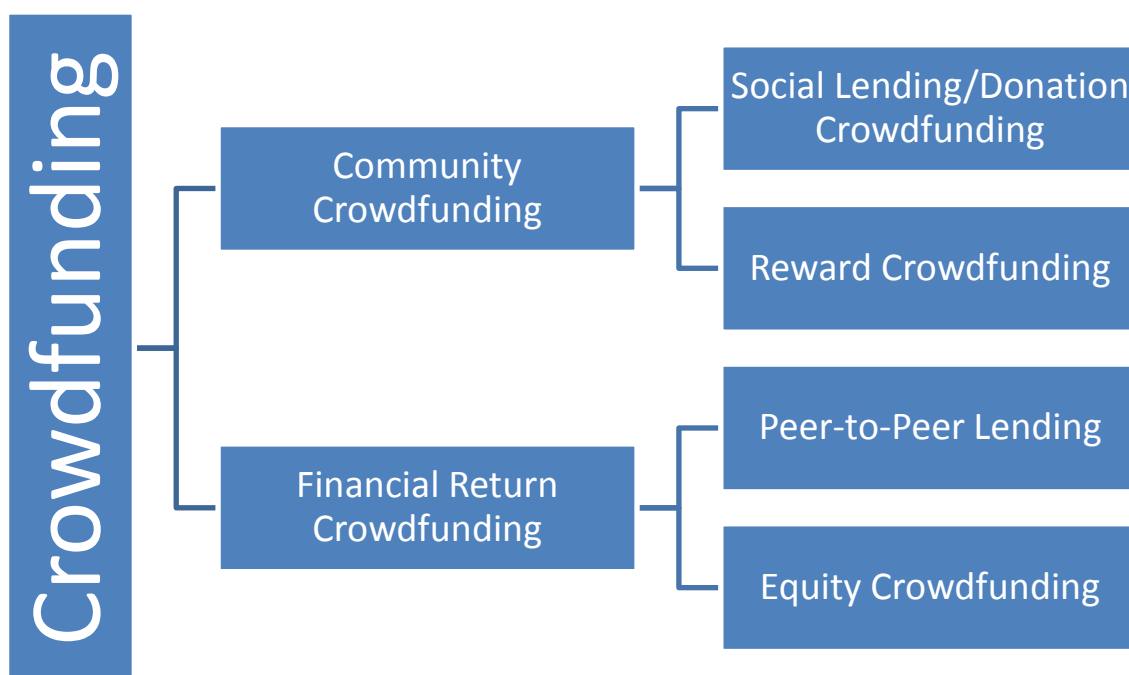 Crowdfunding
Community
Crowdfunding
Social Lending/Donation
Crowdfunding
Reward Crowdfunding
Financial Return
Crowdfunding
Peer-to-Peer Lending
Equity Crowdfunding